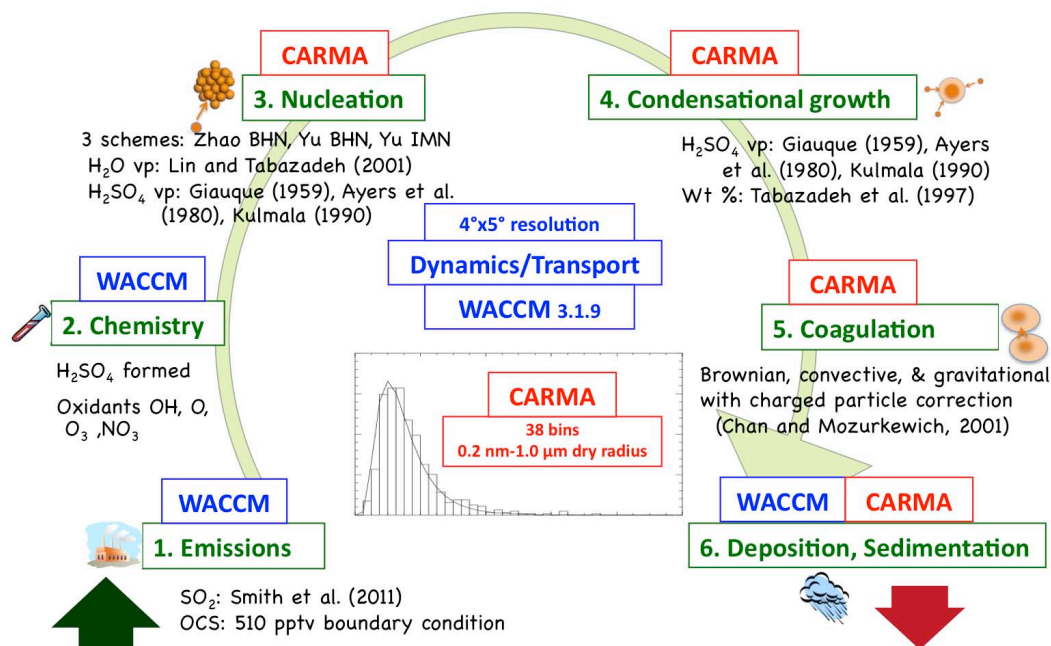 CARMA
3. Nucleation
3 schemes: Zhao BHN, Yu BHN, Yu IMN
H₂O vp: Lin and Tabazadeh (2001)
H₂SO₄ vp: Giauque (1959), Ayers et al.
(1980), Kulmala (1990)
CARMA
4. Condensational growth
H₂SO₄ vp: Giauque (1959), Ayers
et al. (1980), Kulmala (1990)
Wt %: Tabazadeh et al. (1997)
4°x5° resolution
Dynamics/Transport
WACCM 3.1.9
WACCM
2. Chemistry
H₂SO₄ formed
Oxidants OH, O,
O₃ ,NO₃
CARMA
5. Coagulation
Brownian, convective, & gravitational
with charged particle correction
(Chan and Mozurkewich, 2001)
CARMA
38 bins
0.2 nm-1.0 μm dry radius
WACCM
1. Emissions
SO₂: Smith et al. (2011)
OCS: 510 pptv boundary condition
WACCM
CARMA
6. Deposition, Sedimentation